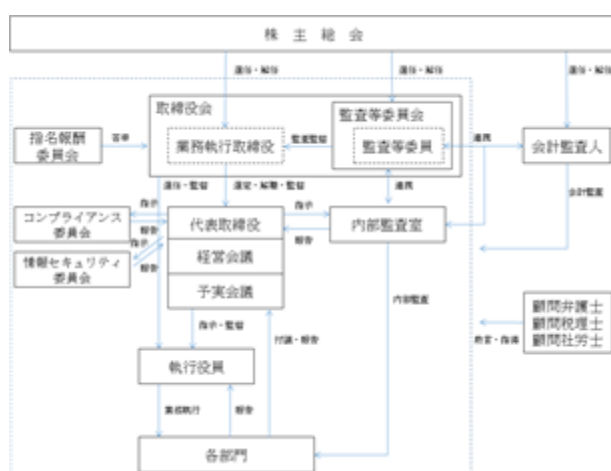 株主総会
選任・解任
選任・解任
選任・解任
取締役会
監査等委員会
指名報酬
委員会
答申
業務執行取締役
監査監督
監査等委員
連携
会計監査人
選任・監督
選定・解職・監督
連携
会計監査
コンプライアンス
委員会
指示
報告
代表取締役
指示
報告
内部監査室
指示
報告
情報セキュリティ
委員会
経営会議
予実会議
内部監査
顧問弁護士
顧問税理士
顧問社労士
助言・指導
指示・監督
付議・報告
執行役員
業務執行
報告
各部門